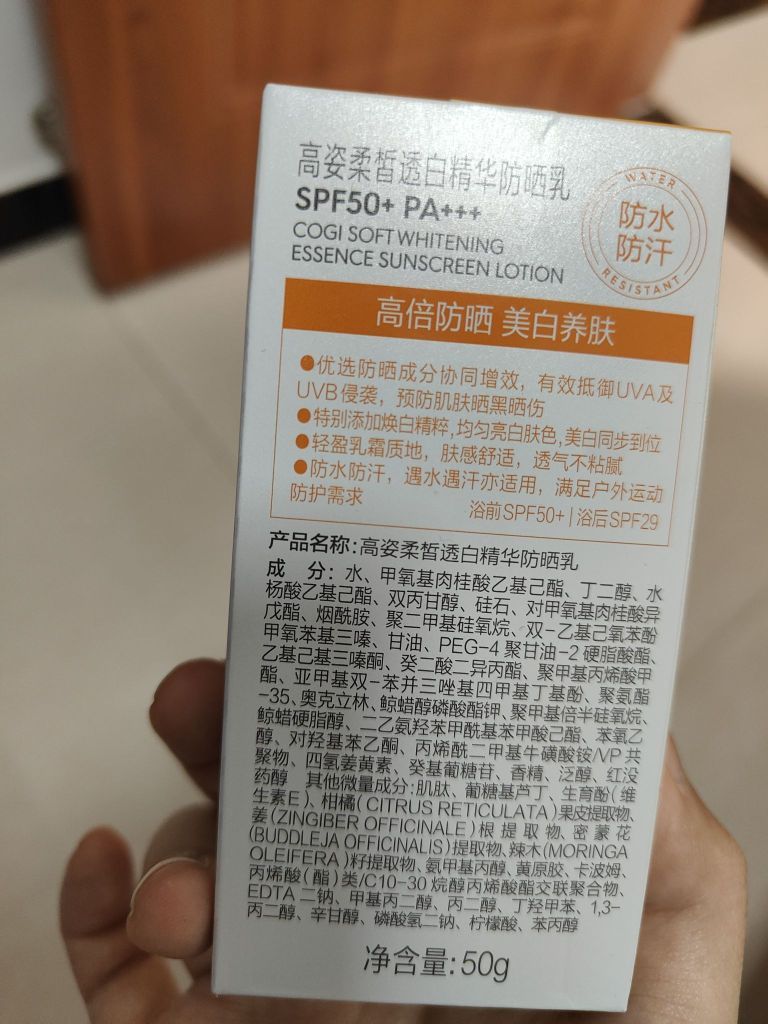 高姿柔皙透白精华防晒乳
SPF50+ PA+++
COGI SOFT WHITENING
ESSENCE SUNSCREEN LOTION
WATER
防水
防汗
RESISTANT
高倍防晒 美白养肤
●优选防晒成分协同增效，有效抵御UVA及
UVB侵袭，预防肌肤晒黑晒伤
●特别添加焕白精粹,均匀亮白肤色,美白同步到位
●轻盈乳霜质地，肤感舒适，透气不粘腻
●防水防汗，遇水遇汗亦适用，满足户外运动
防护需求
浴前SPF50+|浴后SPF29
产品名称:高姿柔皙透白精华防晒乳
成 分：水、甲氧基肉桂酸乙基己酯、丁二醇、水
杨酸乙基己酯、双丙甘醇、硅石、对甲氧基肉桂酸异
戊酯、烟酰胺、聚二甲基硅氧烷、双-乙基己氧苯酚
甲氧苯基三嗪、甘油、PEG-4聚甘油-2硬脂酸酯、
乙基己基三嗪酮、癸二酸二异丙酯、聚甲基丙烯酸甲
酯、亚甲基双-苯并三唑基四甲基丁基酚、聚氨酯
-35、奥克立林、鲸蜡醇磷酸酯钾、聚甲基倍半硅氧烷、
鲸蜡硬脂醇、二乙氨羟苯甲酰基苯甲酸己酯、苯氧乙
醇、对羟基苯乙酮、丙烯酰二甲基牛磺酸铵/VP共
聚物、四氢姜黄素、癸基葡糖苷、香精、泛醇、红没
药醇 其他微量成分:肌肽、葡糖基芦丁、生育酚(维
生素E)、柑橘(CITRUS RETICULATA)果皮提取物、
姜(ZINGIBER OFFICINALE)根提取物、密蒙花
(BUDDLEJA OFFICINALIS)提取物、辣木(MORINGA
OLEIFERA)籽提取物、氨甲基丙醇、黄原胶、卡波姆、
丙烯酸(酯)类/C10-30烷醇丙烯酸酯交联聚合物、
EDTA二钠、甲基丙二醇、丙二醇、丁羟甲苯、1,3-
丙二醇、辛甘醇、磷酸氢二钠、柠檬酸、苯丙醇
净含量:50g